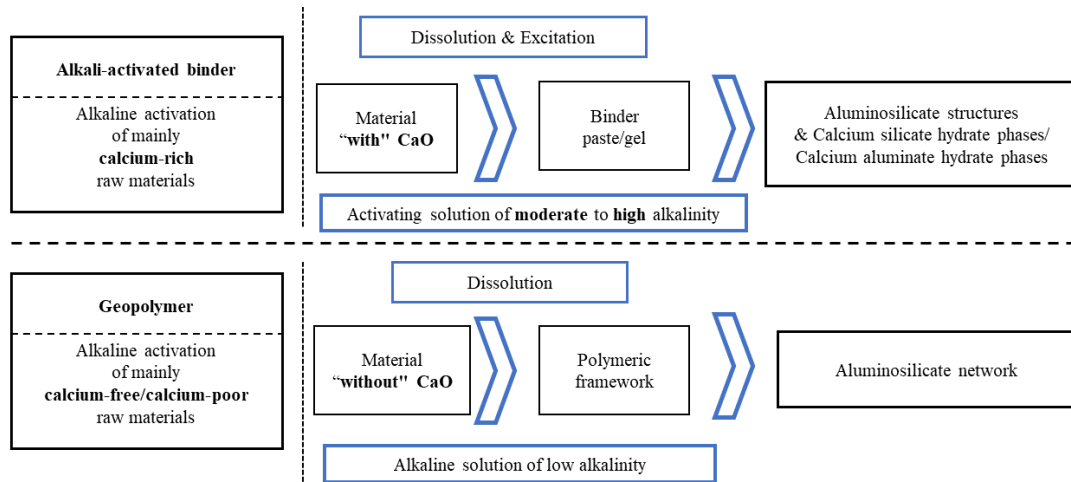 Alkali-activated binder
Alkaline activation
of mainly
calcium-rich
raw materials
Dissolution & Excitation
Material
“with" CaO
Binder
paste/gel
Aluminosilicate structures
& Calcium silicate hydrate phases/
Calcium aluminate hydrate phases
Activating solution of moderate to high alkalinity
Geopolymer
Alkaline activation
of mainly
calcium-free/calcium-poor
raw materials
Dissolution
Material
“without" CaO
Polymeric
framework
Aluminosilicate network
Alkaline solution of low alkalinity